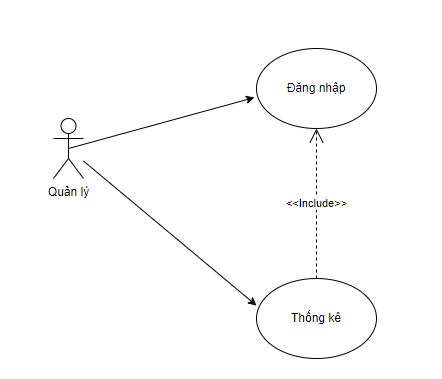 Đăng nhập
Quản lý
<<Include>>
Thống kê